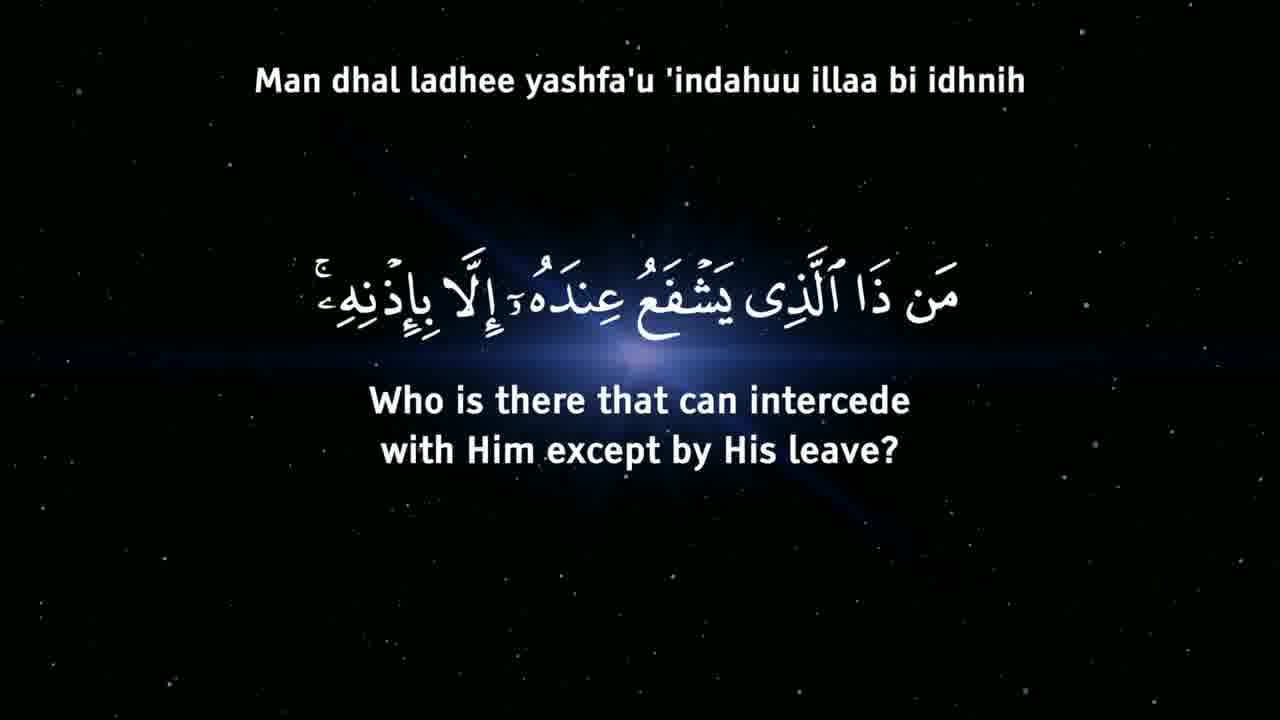 Man dhal ladhee yashfa'u 'indahuu illaa bi idhnih
مَن ذَا ٱلَّذِى يَشْفَعُ عِندَهُۥٓ إِلَّا بِإِذْنِهِۦ ۚ
Who is there that can intercede
with Him except by His leave?